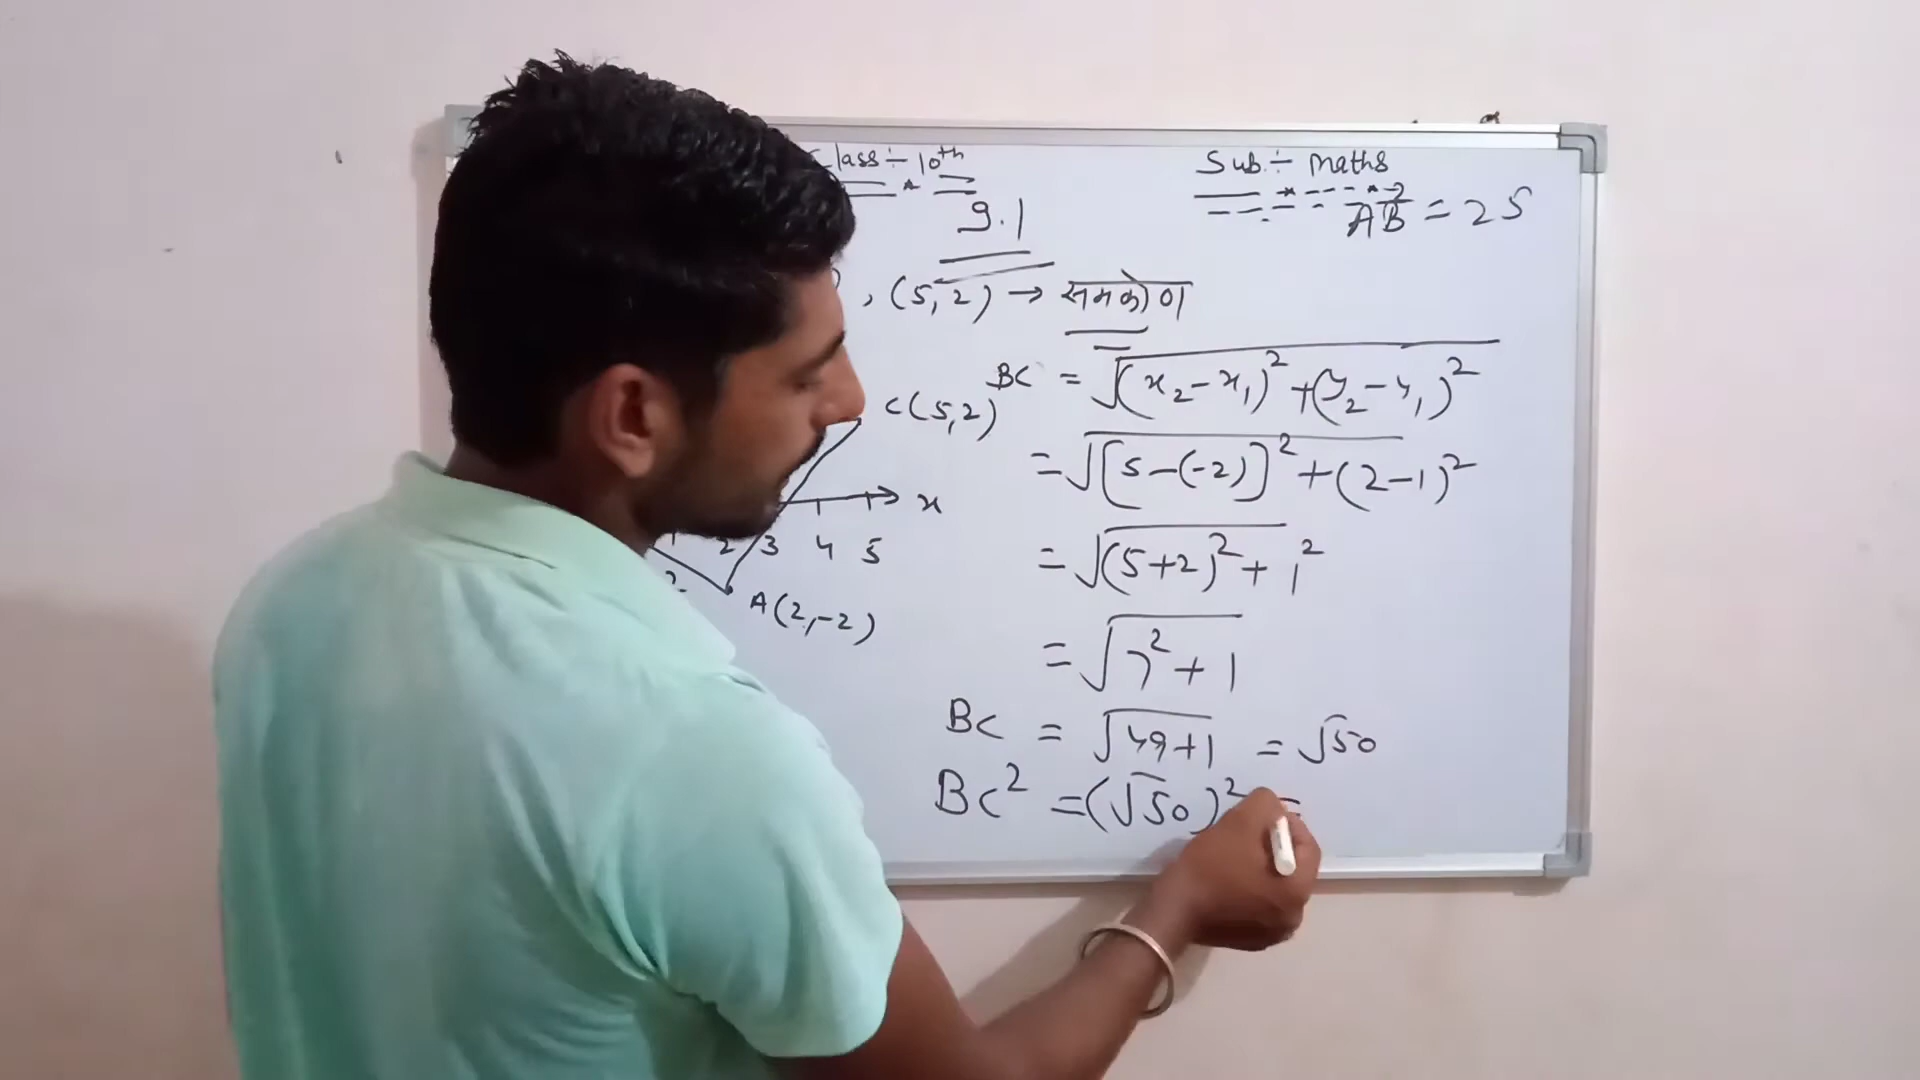 Class :- 10th
Sub :- Maths
AB = 25
9.1
, (5, 2) → समकोण
BC = √(x₂-x₁)²+(y₂-y₁)²
C(5,2)
= √[5-(-2)]²+(2-1)²
x
2 3 4 5
= √(5+2)²+1²
A(2,-2)
= √7²+1
BC = √49+1 = √50
BC² = (√50)² =